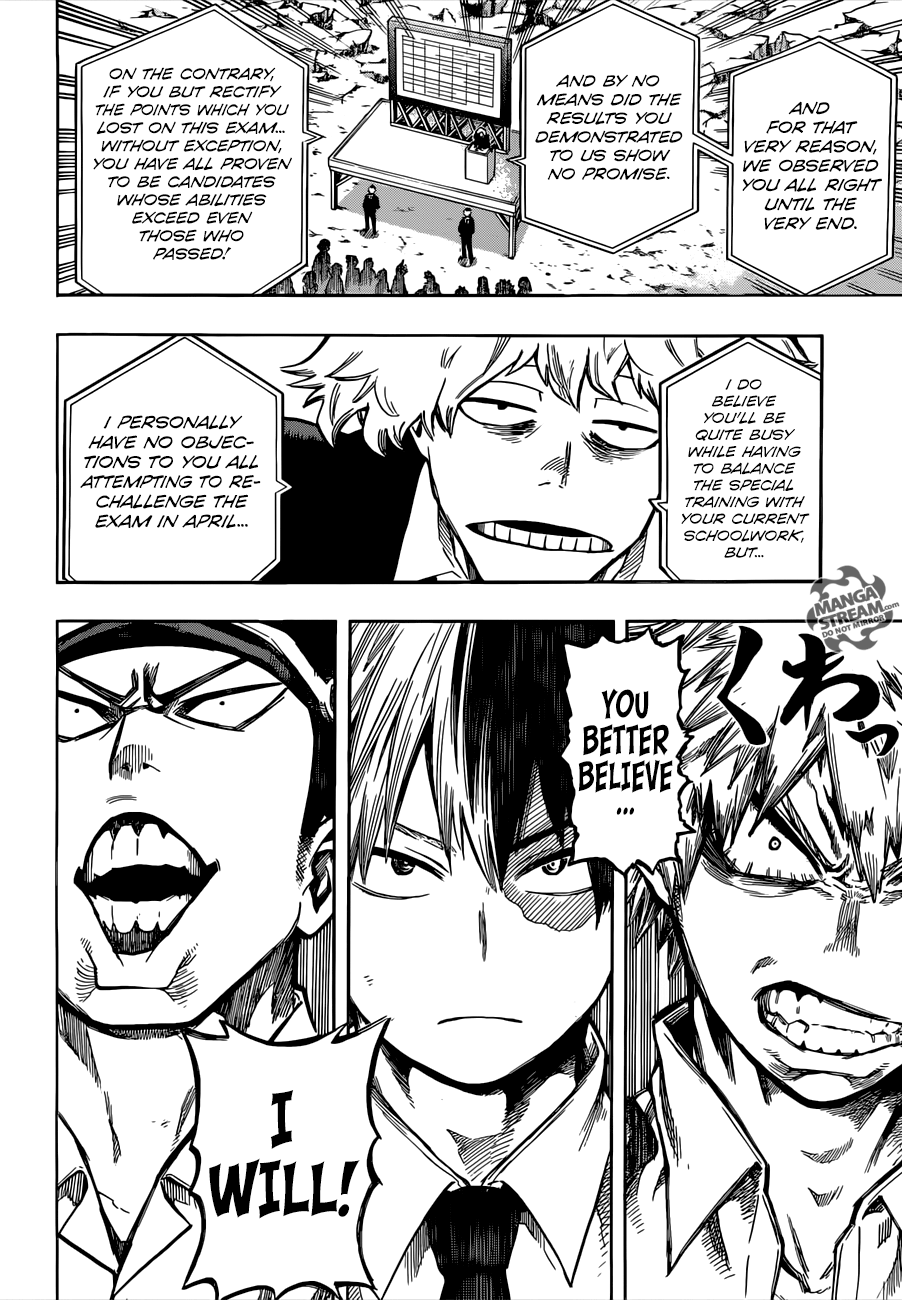 AND
FOR THAT
VERY REASON,
WE OBSERVED
YOU ALL RIGHT
UNTIL THE
VERY END.
AND BY NO
MEANS DID THE
RESULTS YOU
DEMONSTRATED
TO US SHOW
NO PROMISE.
ON THE CONTRARY,
IF YOU BUT RECTIFY
THE POINTS WHICH YOU
LOST ON THIS EXAM...
WITHOUT EXCEPTION,
YOU HAVE ALL PROVEN
TO BE CANDIDATES
WHOSE ABILITIES
EXCEED EVEN
THOSE WHO
PASSED!
I DO
BELIEVE
YOU'LL BE
QUITE BUSY
WHILE HAVING
TO BALANCE
THE SPECIAL
TRAINING WITH
YOUR CURRENT
SCHOOLWORK,
BUT...
I PERSONALLY
HAVE NO OBJEC-
TIONS TO YOU ALL
ATTEMPTING TO RE-
CHALLENGE THE
EXAM IN APRIL...
MANGA
STREAM.com
DO NOT MIRROR
くわっ
YOU
BETTER
BELIEVE
...
I
WILL!